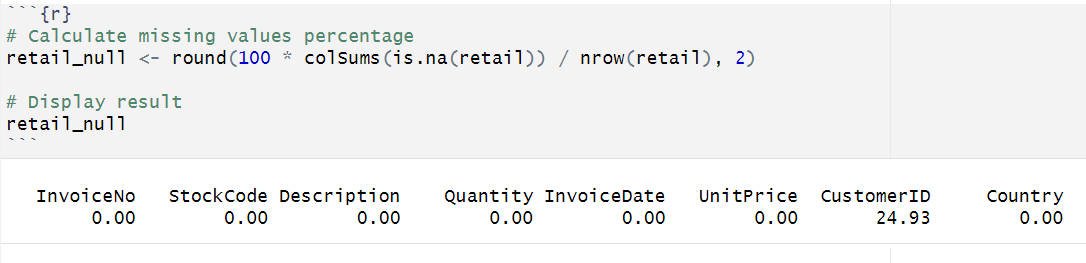 ```{r}
# Calculate missing values percentage
retail_null <- round(100 * colSums(is.na(retail)) / nrow(retail), 2)
# Display result
retail_null
```
InvoiceNo StockCode Description Quantity InvoiceDate UnitPrice CustomerID Country
0.00 0.00 0.00 0.00 0.00 0.00 24.93 0.00